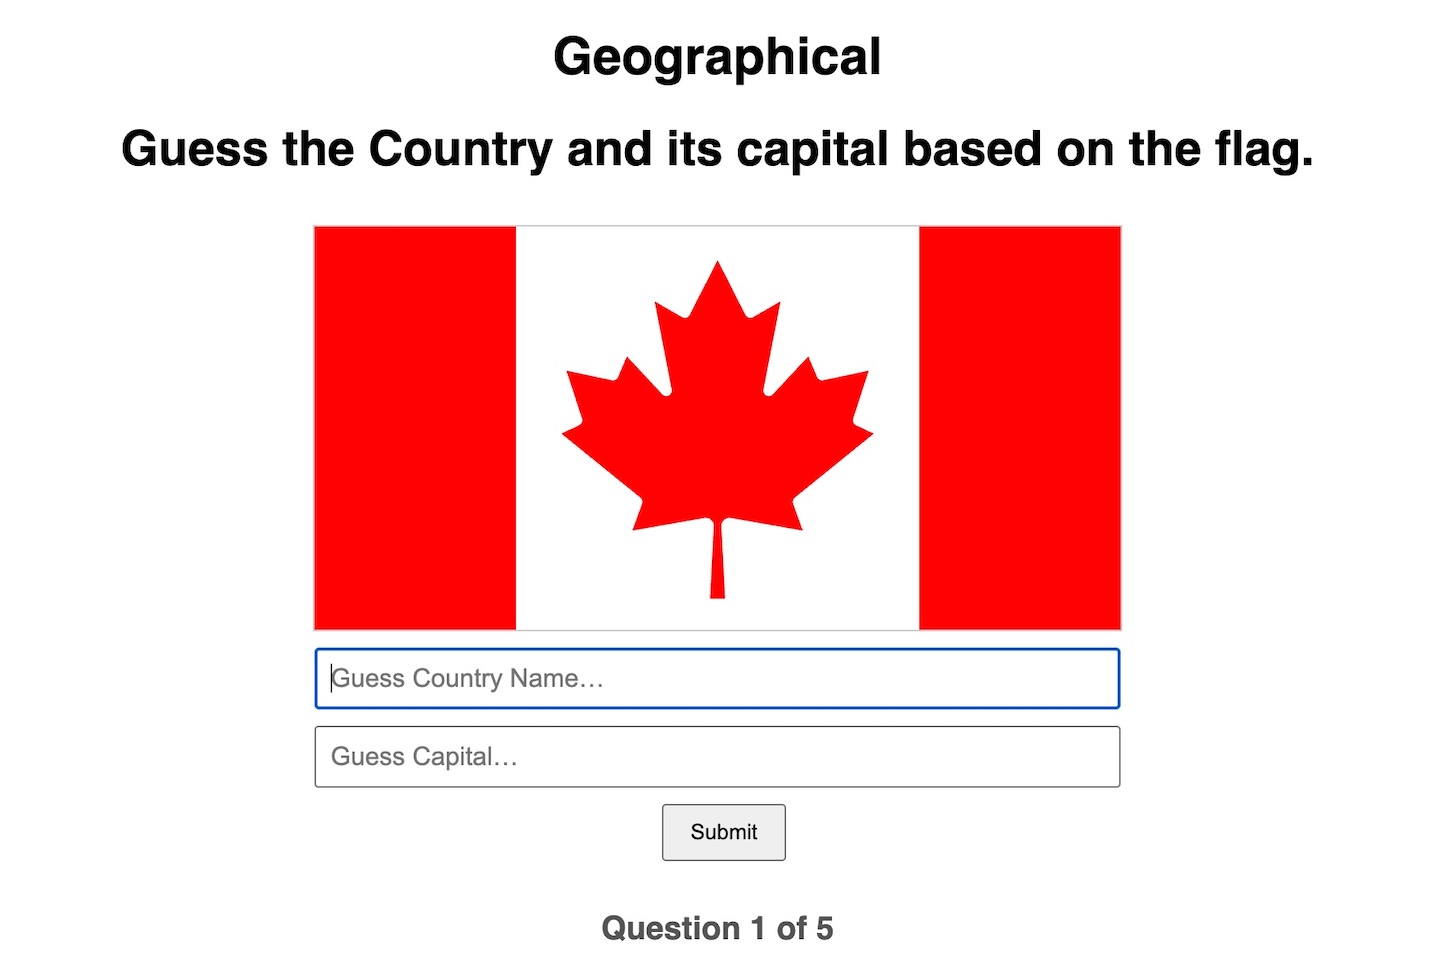 Geographical
Guess the Country and its capital based on the flag.
Guess Country Name…
Guess Capital…
Submit
Question 1 of 5